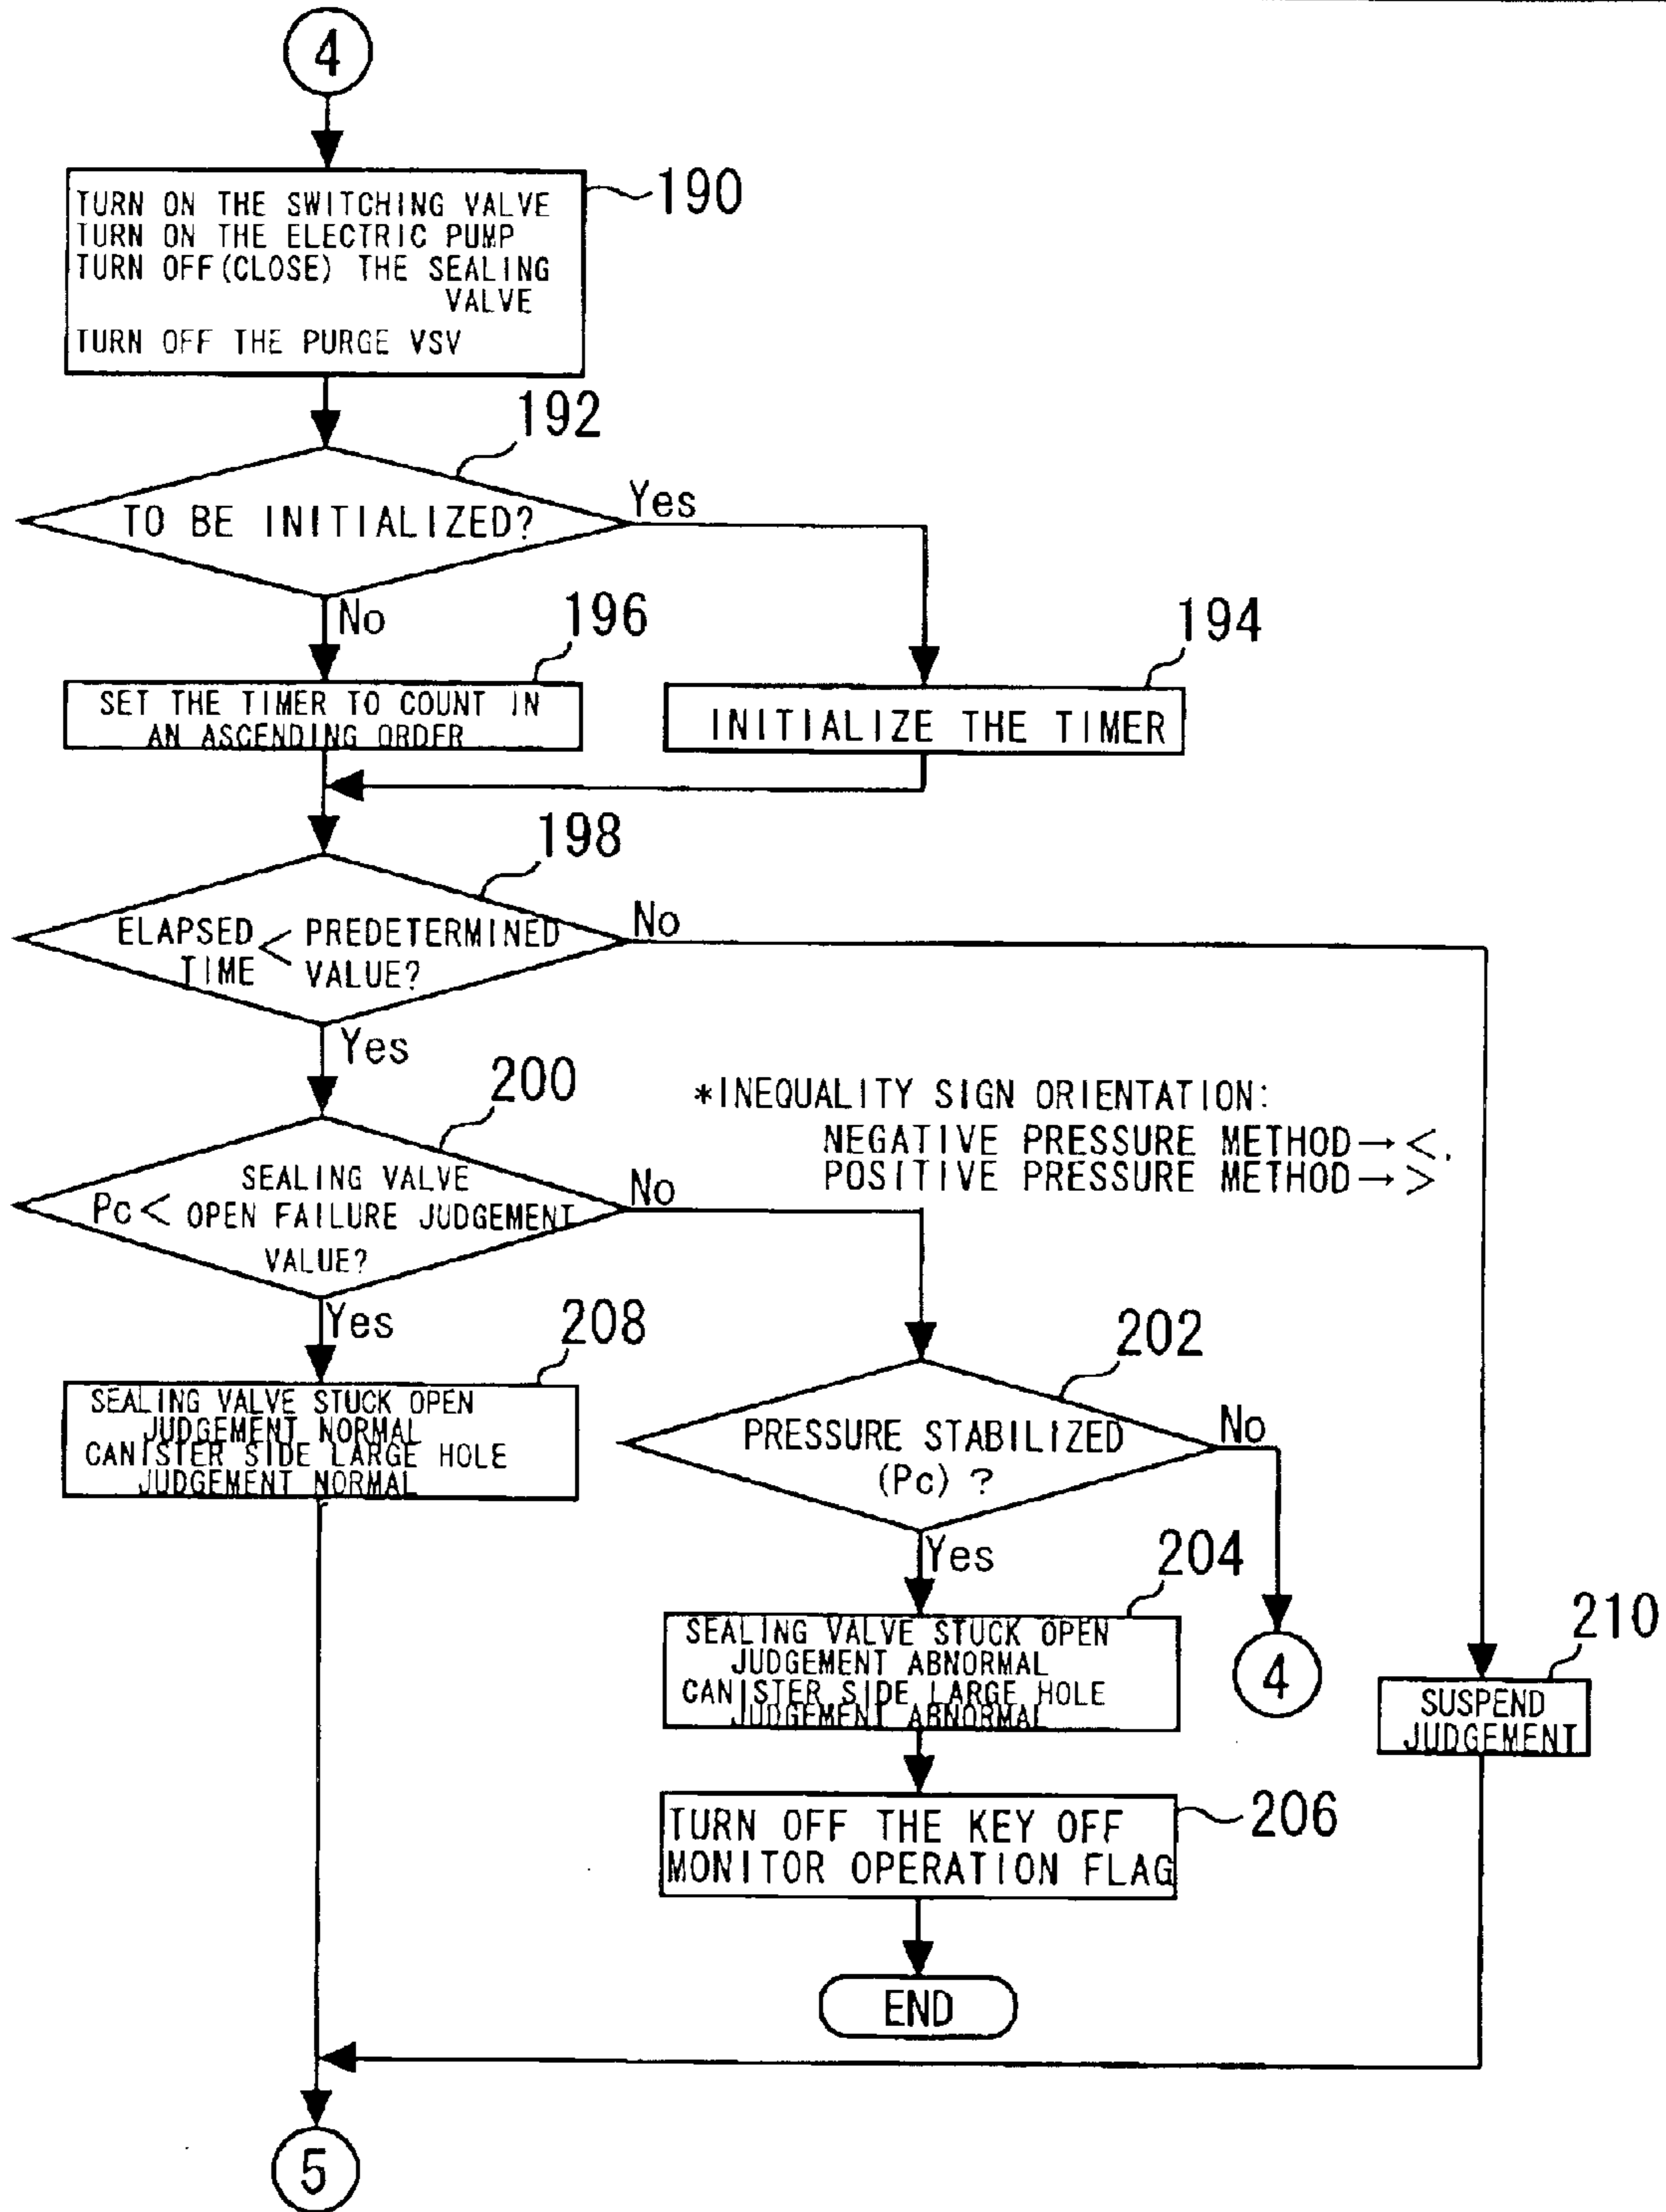 4
TURN ON THE SWITCHING VALVE
TURN ON THE ELECTRIC PUMP
TURN OFF(CLOSE) THE SEALING
VALVE
TURN OFF THE PURGE VSV
190
192
TO BE INITIALIZED?
Yes
No
196
SET THE TIMER TO COUNT IN
AN ASCENDING ORDER
194
INITIALIZE THE TIMER
198
ELAPSED < PREDETERMINED
TIME VALUE?
No
Yes
200
SEALING VALVE
Pc < OPEN FAILURE JUDGEMENT
VALUE?
No
*INEQUALITY SIGN ORIENTATION:
NEGATIVE PRESSURE METHOD→<,
POSITIVE PRESSURE METHOD→>
Yes
208
SEALING VALVE STUCK OPEN
JUDGEMENT NORMAL
CANISTER SIDE LARGE HOLE
JUDGEMENT NORMAL
202
PRESSURE STABILIZED
(Pc) ?
No
Yes
4
204
SEALING VALVE STUCK OPEN
JUDGEMENT ABNORMAL
CANISTER SIDE LARGE HOLE
JUDGEMENT ABNORMAL
210
SUSPEND
JUDGEMENT
206
TURN OFF THE KEY OFF
MONITOR OPERATION FLAG
END
5